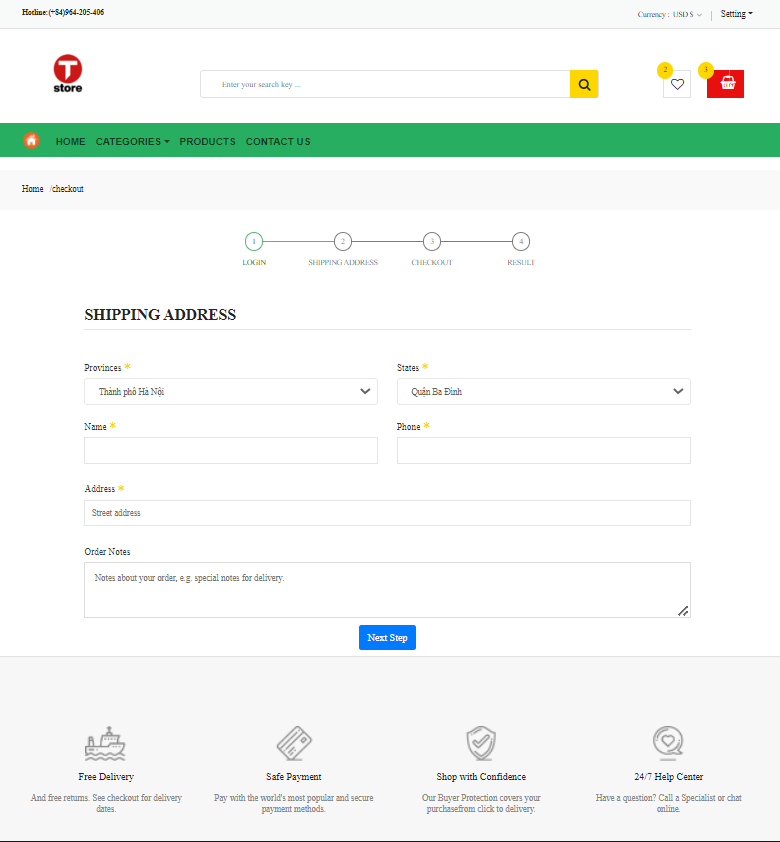 Hotline:(+84)964-205-406
Currency : USD $
|
Setting
T
store
Enter your search key ...
2
3
HOME CATEGORIES PRODUCTS CONTACT US
Home /checkout
1 2 3 4
LOGIN SHIPPING ADDRESS CHECKOUT RESULT
SHIPPING ADDRESS
Provinces * States *
Thành phố Hà Nội Quận Ba Đình
Name * Phone *
Address *
Street address
Order Notes
Notes about your order, e.g. special notes for delivery.
Next Step
Free Delivery Safe Payment Shop with Confidence 24/7 Help Center
And free returns. See checkout for delivery Pay with the world's most popular and secure Our Buyer Protection covers your Have a question? Call a Specialist or chat
dates. payment methods. purchasefrom click to delivery. online.